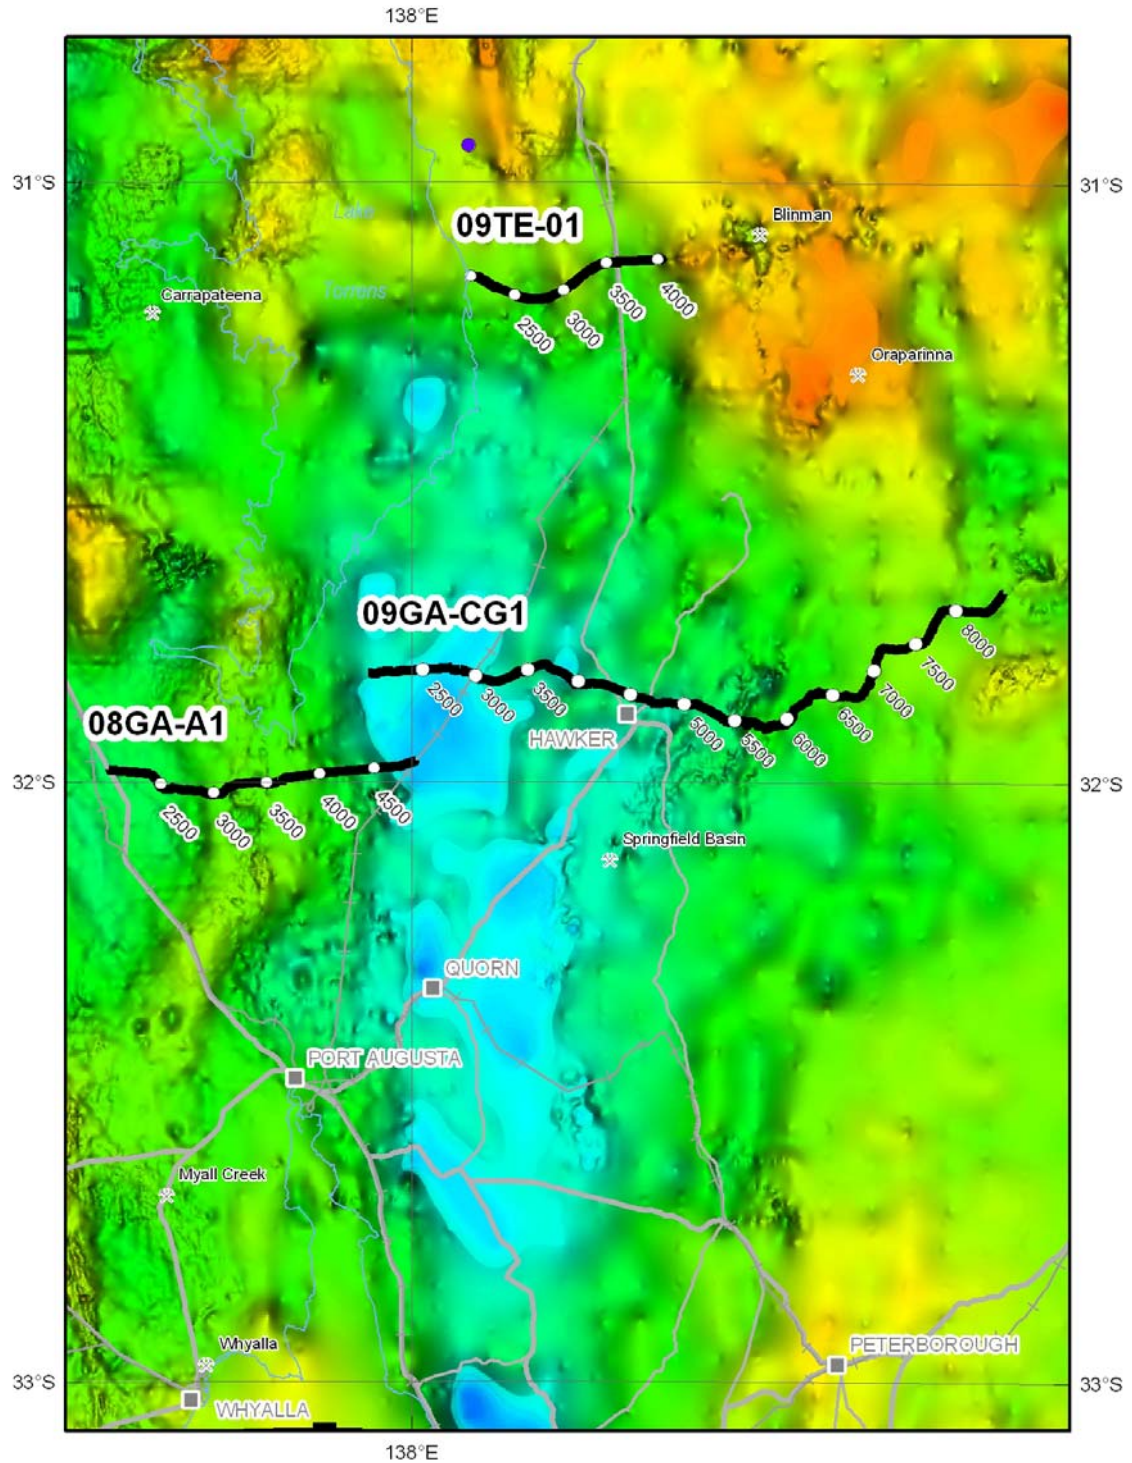 138°E
31°S
31°S
09TE-01
Blinman
Lake
Torrens
Carrapateena
2500
3000
3500
4000
Oraparinna
09GA-CG1
2500
3000
3500
5000
5500
6000
6500
7000
7500
8000
08GA-A1
HAWKER
32°S
32°S
2500
3000
3500
4000
4500
Springfield Basin
QUORN
PORT AUGUSTA
Myall Creek
Whyalla
PETERBOROUGH
33°S
33°S
WHYALLA
138°E